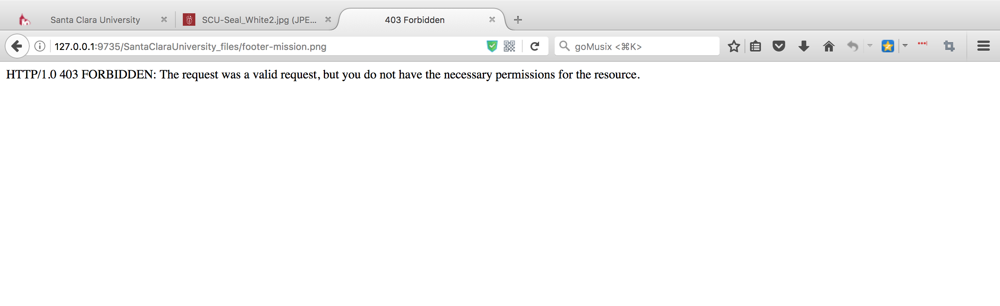 Santa Clara University
SCU-Seal_White2.jpg (JPE...
403 Forbidden
127.0.0.1:9735/SantaClaraUniversity_files/footer-mission.png
goMusix <⌘K>
HTTP/1.0 403 FORBIDDEN: The request was a valid request, but you do not have the necessary permissions for the resource.